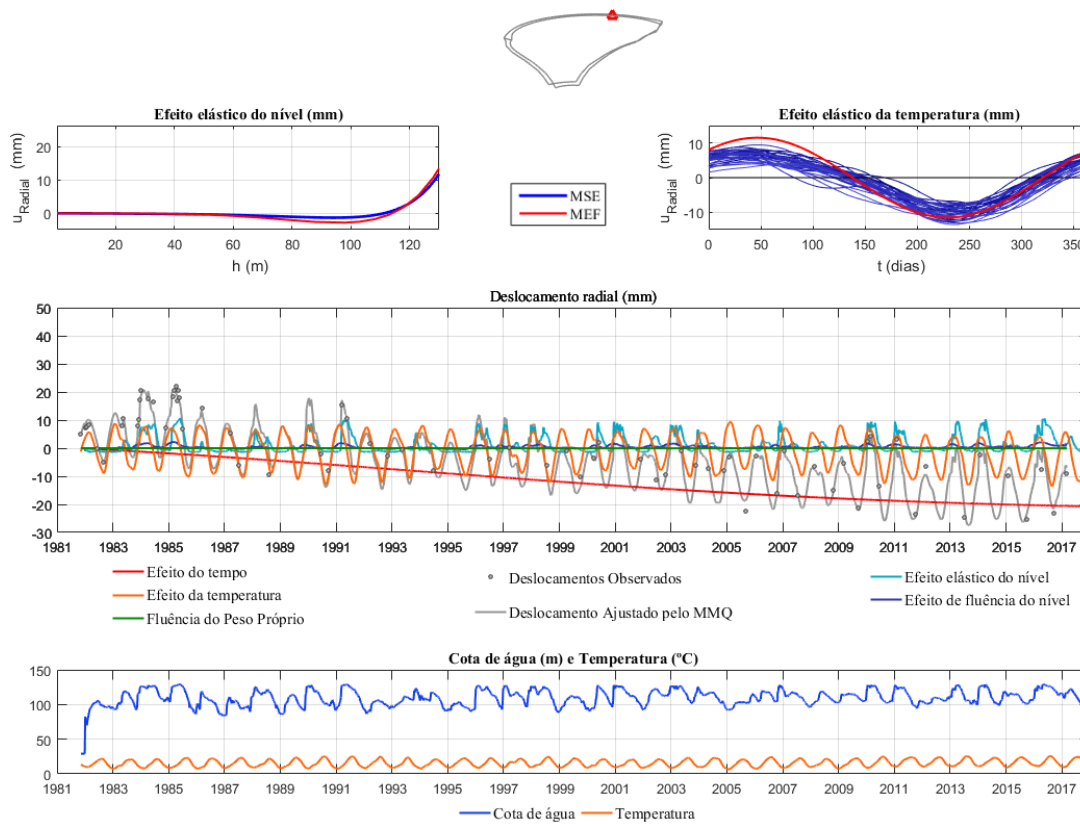 Efeito elástico do nível (mm)
Efeito elástico da temperatura (mm)
20
10
0
u Radial (mm)
20 40 60 80 100 120
h (m)
MSE
MEF
10
0
-10
u Radial (mm)
0 50 100 150 200 250 300 350
t (dias)
Deslocamento radial (mm)
50
40
30
20
10
0
-10
-20
-30
1981 1983 1985 1987 1989 1991 1993 1995 1997 1999 2001 2003 2005 2007 2009 2011 2013 2015 2017
Efeito do tempo
Efeito da temperatura
Fluência do Peso Próprio
Deslocamentos Observados
Deslocamento Ajustado pelo MMQ
Efeito elástico do nível
Efeito de fluência do nível
Cota de água (m) e Temperatura (ºC)
150
100
50
0
1981 1983 1985 1987 1989 1991 1993 1995 1997 1999 2001 2003 2005 2007 2009 2011 2013 2015 2017
Cota de água Temperatura